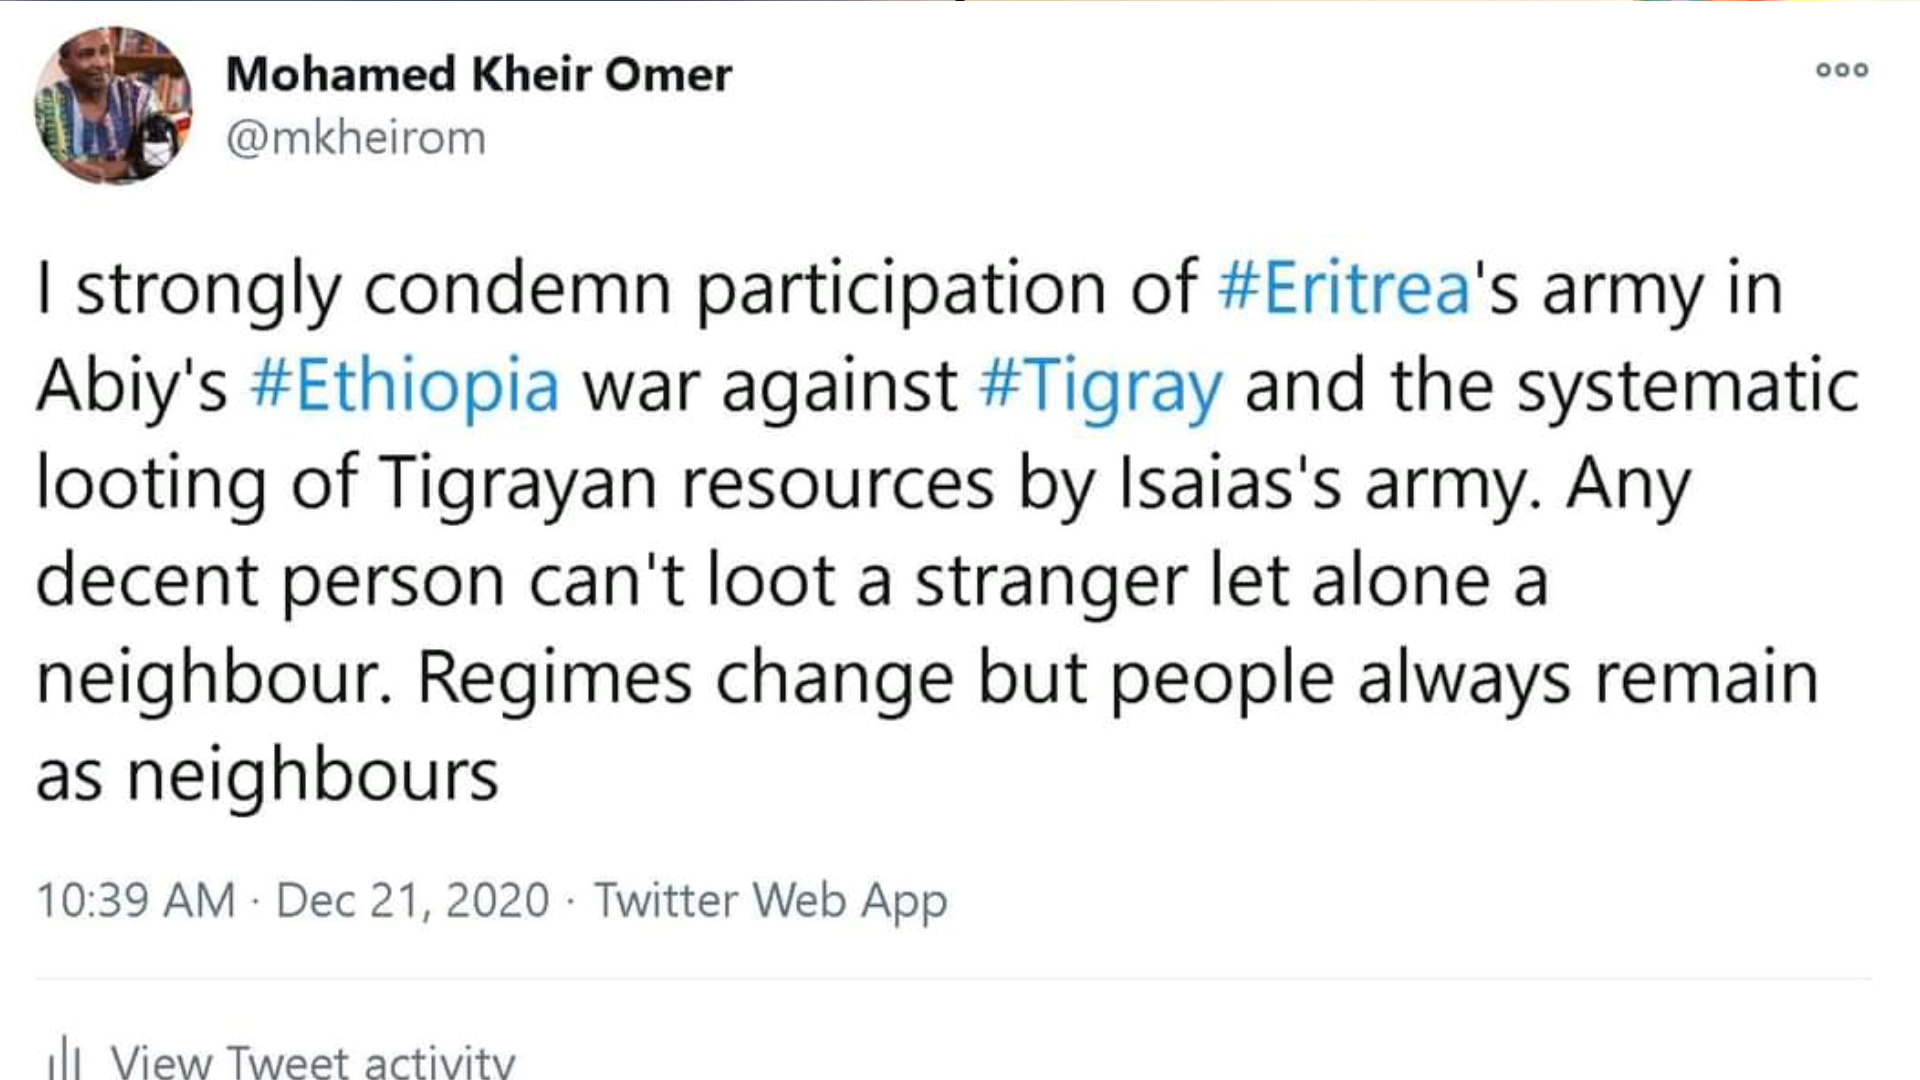 Mohamed Kheir Omer
@mkheirom
I strongly condemn participation of #Eritrea's army in
Abiy's #Ethiopia war against #Tigray and the systematic
looting of Tigrayan resources by Isaias's army. Any
decent person can't loot a stranger let alone a
neighbour. Regimes change but people always remain
as neighbours
10:39 AM · Dec 21, 2020 · Twitter Web App
View Tweet activity